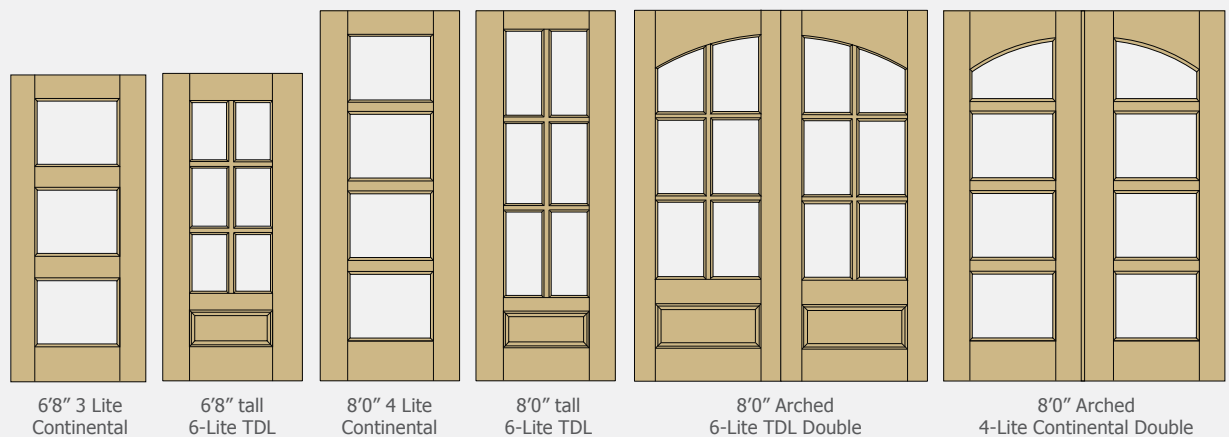 6’8” 3 Lite
Continental
6’8” tall
6-Lite TDL
8’0” 4 Lite
Continental
8’0” tall
6-Lite TDL
8’0” Arched
6-Lite TDL Double
8’0” Arched
4-Lite Continental Double